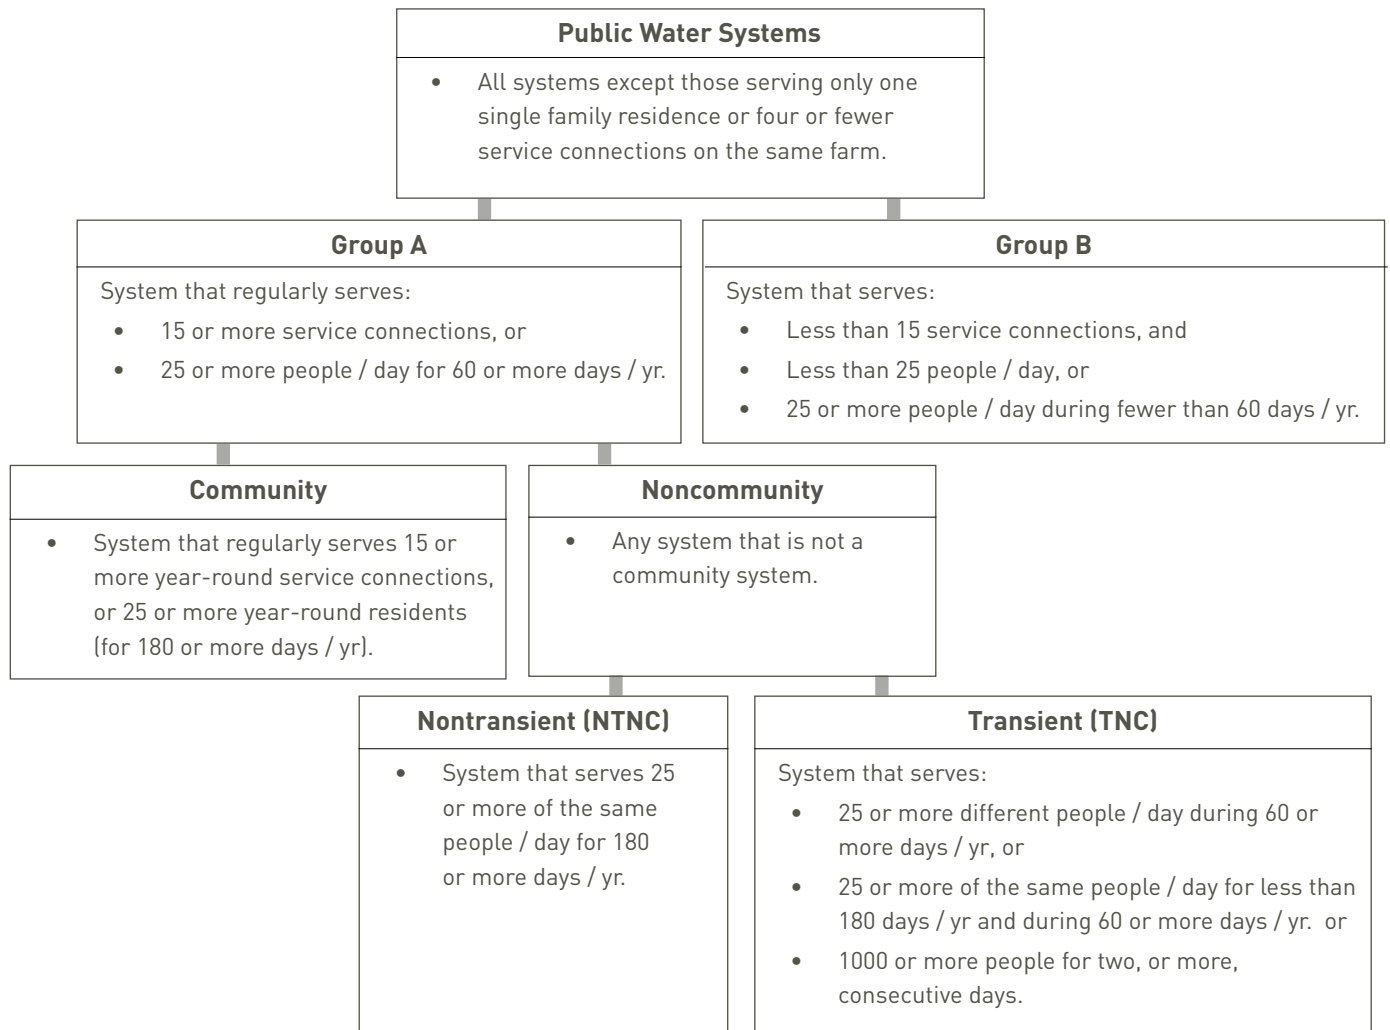 Public Water Systems
• All systems except those serving only one
single family residence or four or fewer
service connections on the same farm.
Group A
System that regularly serves:
• 15 or more service connections, or
• 25 or more people / day for 60 or more days / yr.
Group B
System that serves:
• Less than 15 service connections, and
• Less than 25 people / day, or
• 25 or more people / day during fewer than 60 days / yr.
Community
• System that regularly serves 15 or
more year-round service connections,
or 25 or more year-round residents
(for 180 or more days / yr).
Noncommunity
• Any system that is not a
community system.
Nontransient (NTNC)
• System that serves 25
or more of the same
people / day for 180
or more days / yr.
Transient (TNC)
System that serves:
• 25 or more different people / day during 60 or
more days / yr, or
• 25 or more of the same people / day for less than
180 days / yr and during 60 or more days / yr. or
• 1000 or more people for two, or more,
consecutive days.